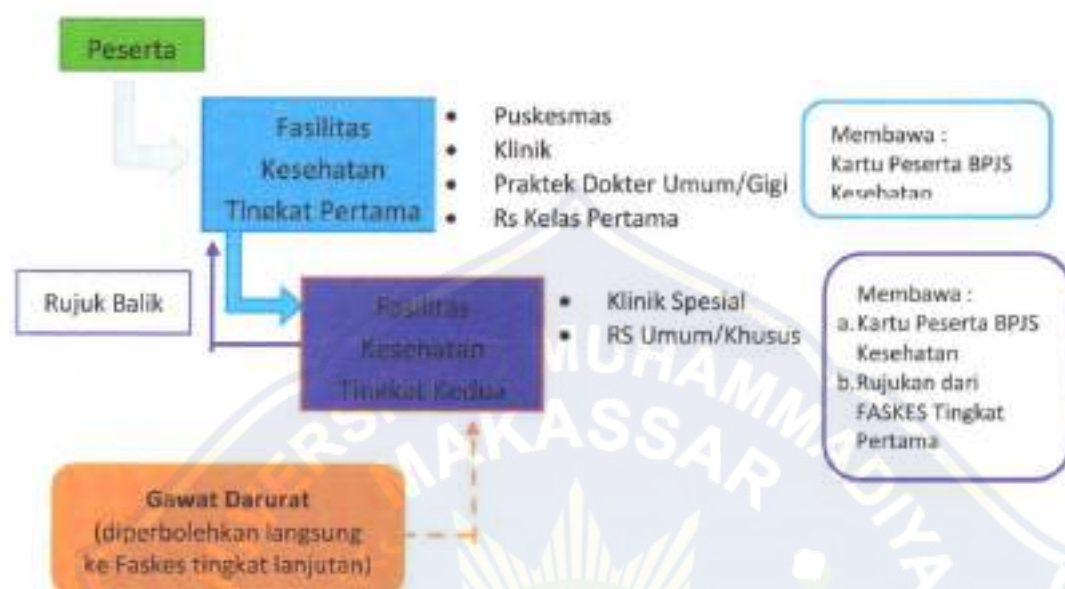 Peserta
Fasilitas
Kesehatan
Tingkat Pertama
• Puskesmas
• Klinik
• Praktek Dokter Umum/Gigi
• Rs Kelas Pertama
Membawa :
Kartu Peserta BPJS
Kesehatan
Rujuk Balik
Fasilitas
Kesehatan
Tingkat Kedua
• Klinik Spesial
• RS Umum/Khusus
Membawa :
a. Kartu Peserta BPJS
Kesehatan
b. Rujukan dari
FASKES Tingkat
Pertama
Gawat Darurat
(diperbolehkan langsung
ke Faskes tingkat lanjutan)
MUHAMMADIYA
MAKASSAR